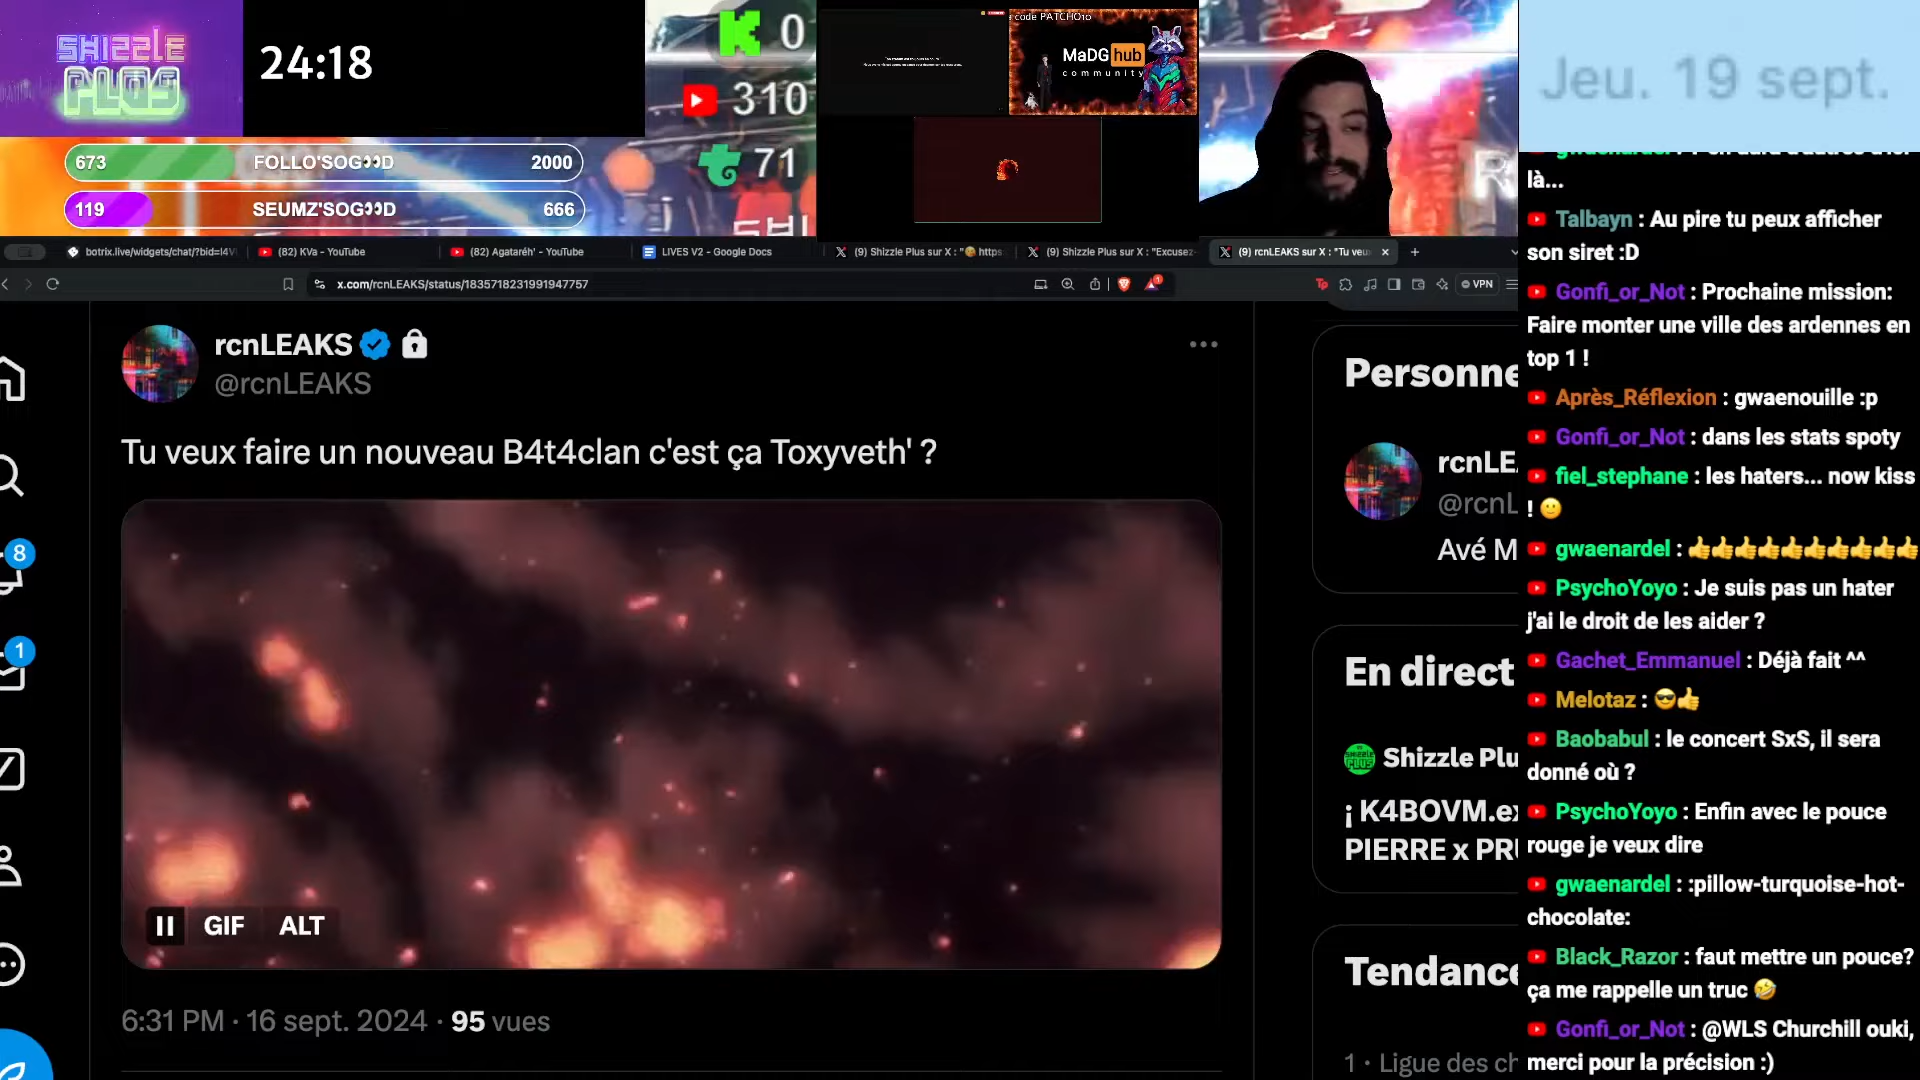 SHIZZLE
PLUS
24:18
673 FOLLO'SOG👀D 2000
119 SEUMZ'SOG👀D 666
0
310
71
SHI
code PATCHO10
MaDG hub
community
R
Jeu. 19 sept.
botrix.live/widgets/chat/?bid=I4V
(82) KVa - YouTube
(82) Agataréh' - YouTube
LIVES V2 - Google Docs
(9) Shizzle Plus sur X : "😘 https:
(9) Shizzle Plus sur X : "Excusez-
(9) rcnLEAKS sur X : "Tu veux
x.com/rcnLEAKS/status/1835718231991947757
VPN
rcnLEAKS
@rcnLEAKS
Tu veux faire un nouveau B4t4clan c'est ça Toxyveth' ?
GIF ALT
6:31 PM · 16 sept. 2024 · 95 vues
8
1
Personne
rcnLE
@rcnL
Avé M
En direct
Shizzle Plu
¡ K4BOVM.ex
PIERRE x PRU
Tendance
1 · Ligue des ch
là...
Talbayn : Au pire tu peux afficher
son siret :D
Gonfi_or_Not : Prochaine mission:
Faire monter une ville des ardennes en
top 1 !
Après_Réflexion : gwaenouille :p
Gonfi_or_Not : dans les stats spoty
fiel_stephane : les haters... now kiss
! 🙂
gwaenardel : 👍👍👍👍👍👍👍👍👍👍
PsychoYoyo : Je suis pas un hater
j'ai le droit de les aider ?
Gachet_Emmanuel : Déjà fait ^^
Melotaz : 😎👍
Baobabul : le concert SxS, il sera
donné où ?
PsychoYoyo : Enfin avec le pouce
rouge je veux dire
gwaenardel : :pillow-turquoise-hot-
chocolate:
Black_Razor : faut mettre un pouce?
ça me rappelle un truc 🤣
Gonfi_or_Not : @WLS Churchill ouki,
merci pour la précision :)